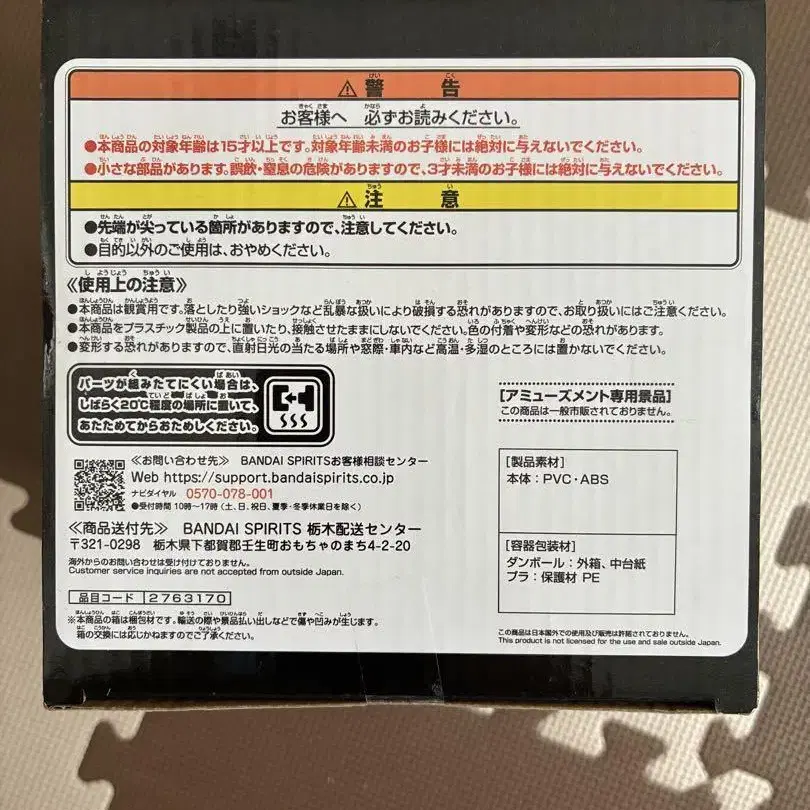 ⚠警 告
お客様へ 必ずお読みください。
●本商品の対象年齢は15才以上です。対象年齢未満のお子様には絶対に与えないでください。
●小さな部品があります。誤飲・窒息の危険がありますので、3才未満のお子様には絶対に与えないでください。
⚠注 意
●先端が尖っている箇所がありますので、注意してください。
●目的以外のご使用は、おやめください。
《使用上の注意》
●本商品は観賞用です。落としたり強いショックなど乱暴な扱いにより破損する恐れがありますので、お取り扱いにはご注意ください。
●本商品をプラスチック製品の上に置いたり、接触させたままにしないでください。色の付着や変形などの恐れがあります。
●変形する恐れがありますので、直射日光の当たる場所や窓際・車内など高温・多湿のところには置かないでください。
パーツが組みたてにくい場合は、
しばらく20℃程度の場所に置いて、
あたためてからおためしください。
[アミューズメント専用景品]
この商品は一般市販されておりません。
≪お問い合わせ先≫ BANDAI SPIRITSお客様相談センター
Web https://support.bandaispirits.co.jp
ナビダイヤル 0570-078-001
●受付時間 10時～17時(土、日、祝日、夏季・冬季休業日を除く)
≪商品送付先≫ BANDAI SPIRITS 栃木配送センター
〒321-0298 栃木県下都賀郡壬生町おもちゃのまち4-2-20
海外からのお問い合わせは受け付けておりません。
Customer service inquiries are not accepted from outside Japan.
品目コード 2763170
※本商品の箱は梱包材です。輸送の際や景品払い出しなどで傷や凹みが生じます。
箱の交換には応じかねますのでご了承ください。
[製品素材]
本体：PVC・ABS
[容器包装材]
ダンボール：外箱、中台紙
プラ：保護材 PE
この商品は日本国外での使用及び販売は許諾されておりません。
This product is not licensed for the use and sale outside Japan.